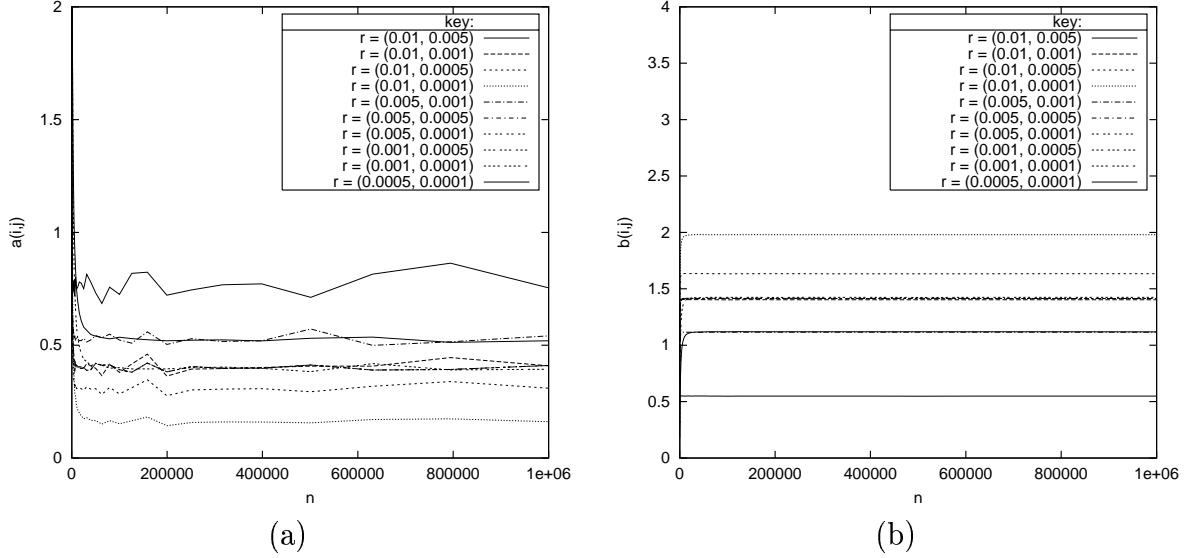 2
1.5
1
0.5
0
0
200000
400000
600000
800000
1e+06
a(i,j)
n
key:
r = (0.01, 0.005)
r = (0.01, 0.001)
r = (0.01, 0.0005)
r = (0.01, 0.0001)
r = (0.005, 0.001)
r = (0.005, 0.0005)
r = (0.005, 0.0001)
r = (0.001, 0.0005)
r = (0.001, 0.0001)
r = (0.0005, 0.0001)
(a)
4
3.5
3
2.5
2
1.5
1
0.5
0
0
200000
400000
600000
800000
1e+06
b(i,j)
n
key:
r = (0.01, 0.005)
r = (0.01, 0.001)
r = (0.01, 0.0005)
r = (0.01, 0.0001)
r = (0.005, 0.001)
r = (0.005, 0.0005)
r = (0.005, 0.0001)
r = (0.001, 0.0005)
r = (0.001, 0.0001)
r = (0.0005, 0.0001)
(b)